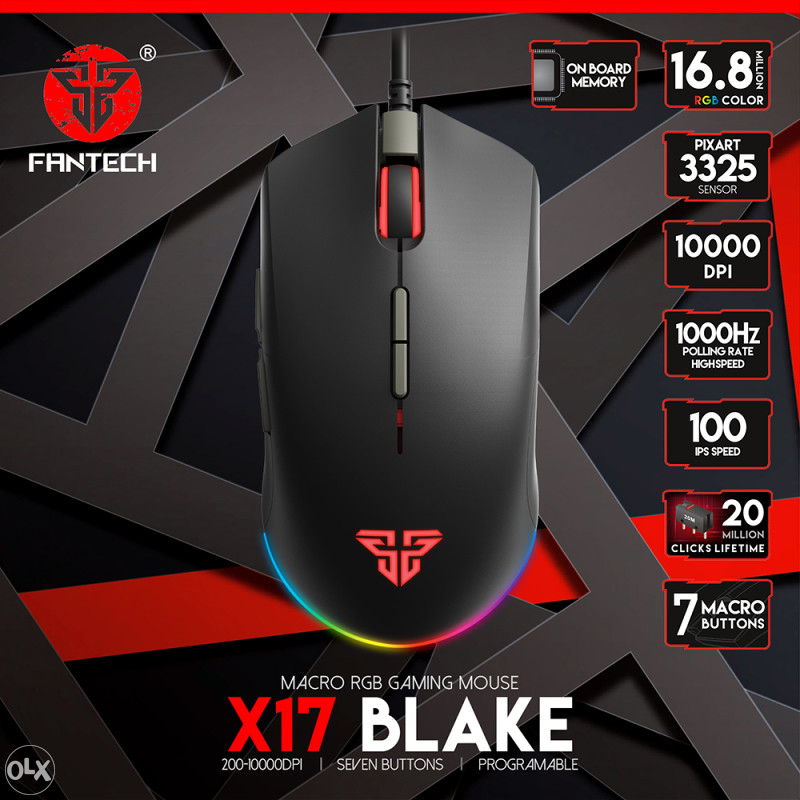 ®
FANTECH
ON BOARD
MEMORY
16.8 MILLION
RGB COLOR
PIXART
3325
SENSOR
10000
DPI
1000Hz
POLLING RATE
HIGHSPEED
100
IPS SPEED
20M
20
MILLION
CLICKS LIFETIME
7 MACRO
BUTTONS
MACRO RGB GAMING MOUSE
X17 BLAKE
200-10000DPI | SEVEN BUTTONS | PROGRAMABLE
OLX